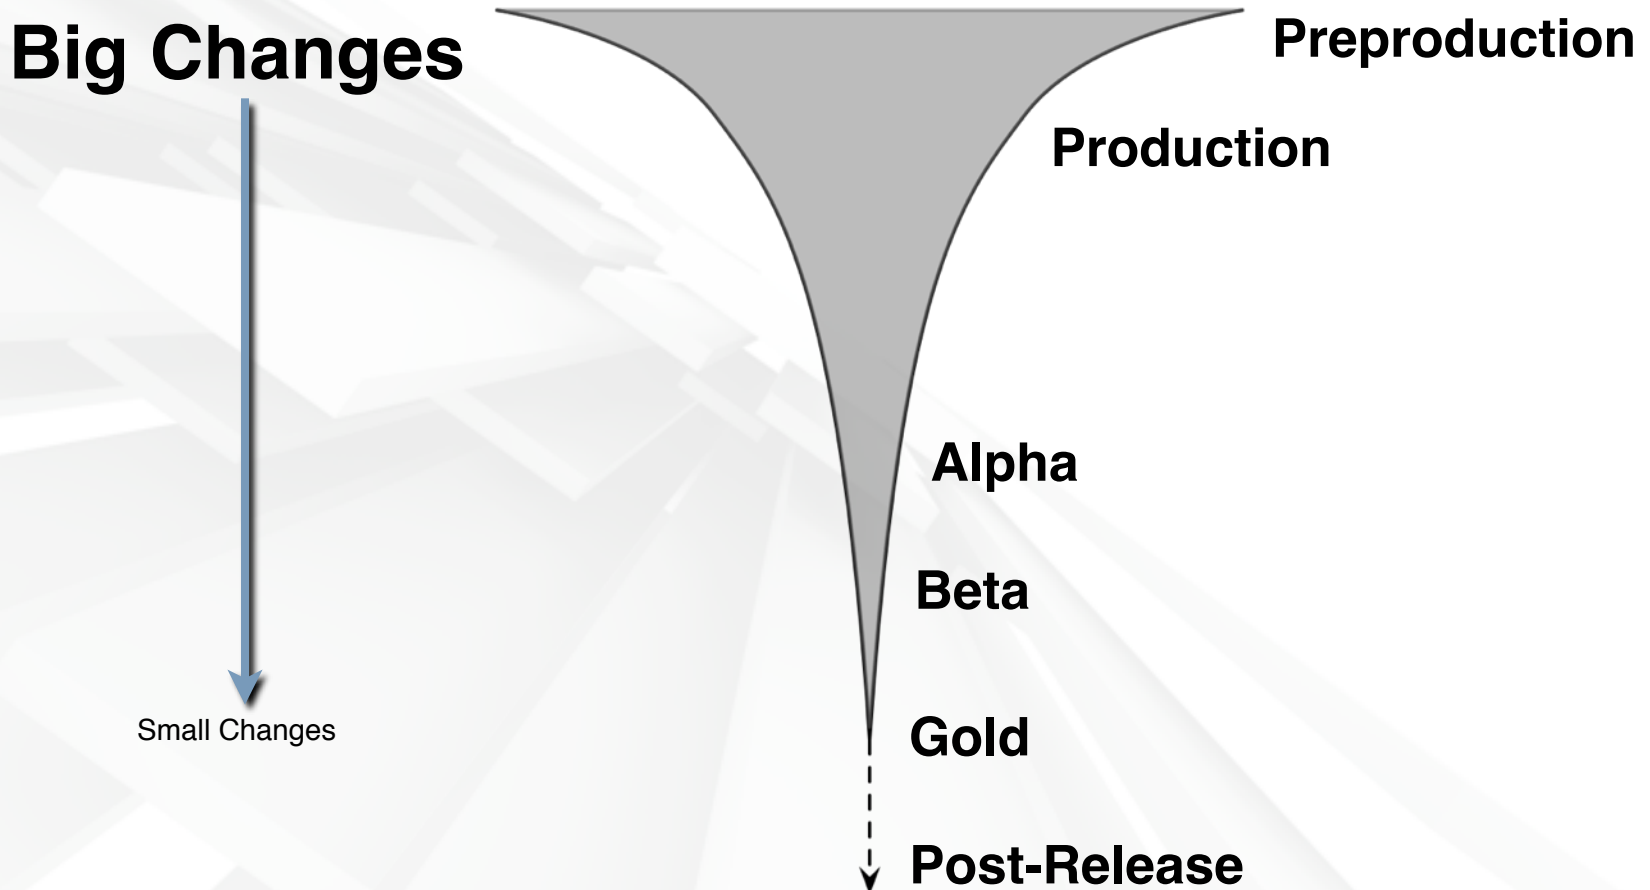 Big Changes
Preproduction
Production
Alpha
Beta
Small Changes
Gold
Post-Release